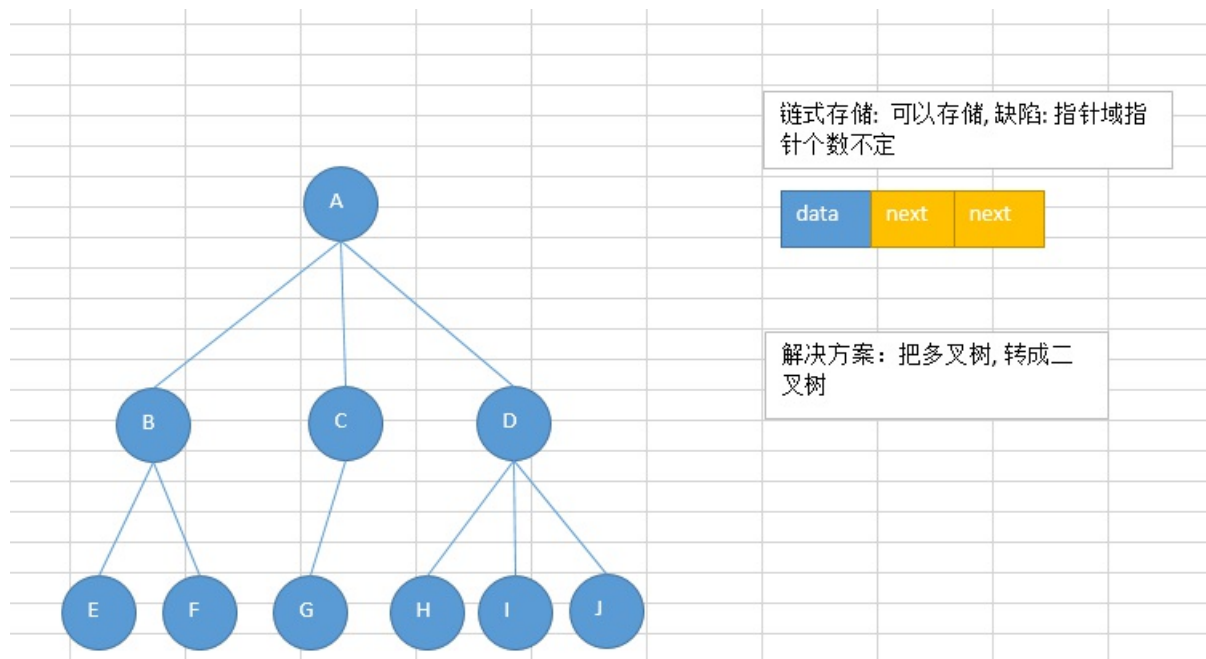 链式存储: 可以存储, 缺陷: 指针域指
针个数不定
A
data next next
解决方案：把多叉树, 转成二
叉树
B C D
E F G H I J